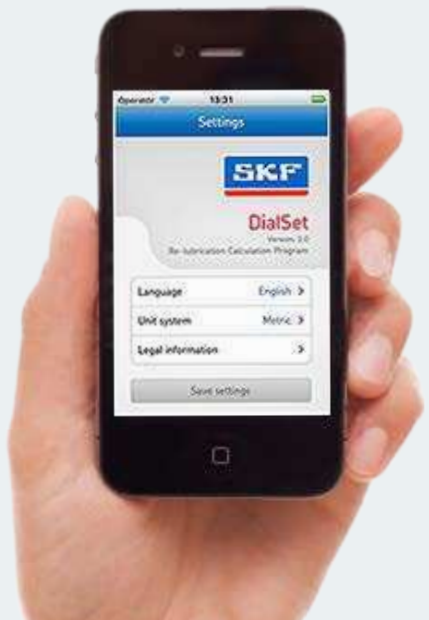 Operator 13:31
Settings
SKF
DialSet
Version 3.0
Re-lubrication Calculation Program
Language English
Unit system Metric
Legal information
Save settings